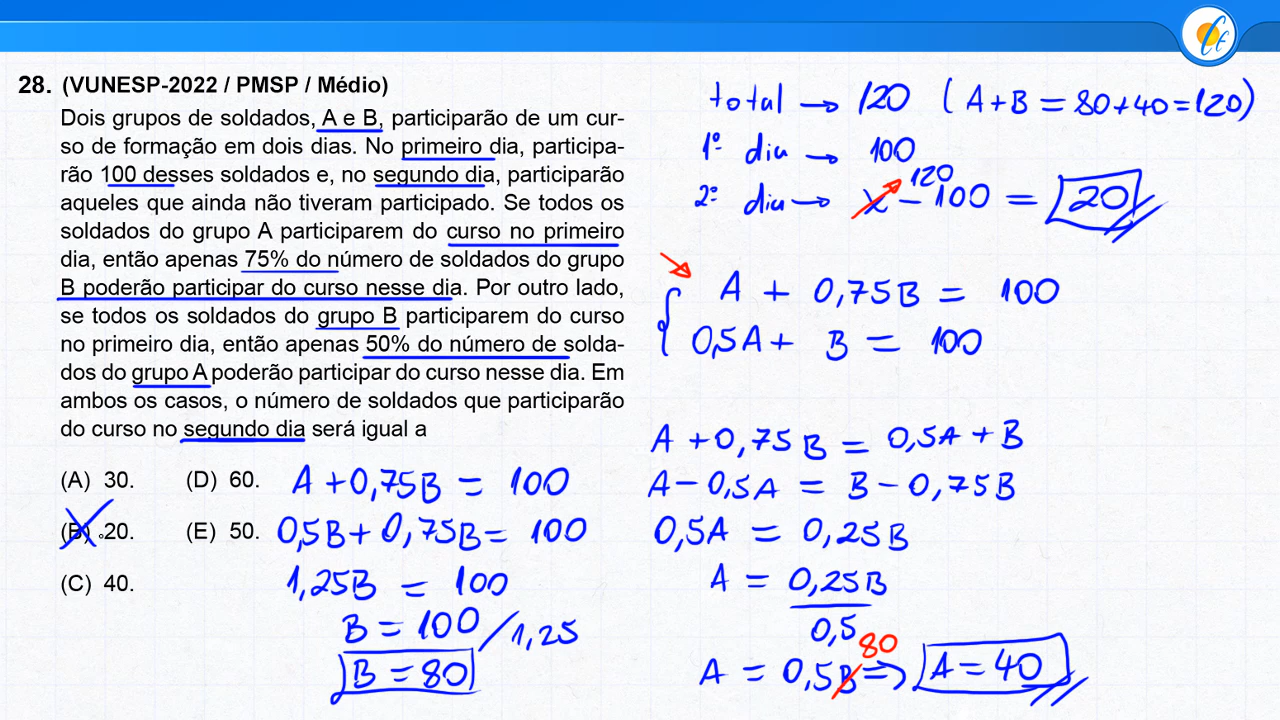 28. (VUNESP-2022 / PMSP / Médio)
Dois grupos de soldados, A e B, participarão de um cur-
so de formação em dois dias. No primeiro dia, participa-
rão 100 desses soldados e, no segundo dia, participarão
aqueles que ainda não tiveram participado. Se todos os
soldados do grupo A participarem do curso no primeiro
dia, então apenas 75% do número de soldados do grupo
B poderão participar do curso nesse dia. Por outro lado,
se todos os soldados do grupo B participarem do curso
no primeiro dia, então apenas 50% do número de solda-
dos do grupo A poderão participar do curso nesse dia. Em
ambos os casos, o número de soldados que participarão
do curso no segundo dia será igual a
(A) 30. (D) 60.
(B) 20. (E) 50.
(C) 40.
A + 0,75B = 100
0,5B + 0,75B = 100
1,25B = 100
B = 100/1,25
B = 80
total → 120 (A+B = 80+40 = 120)
1º dia → 100
120
2º dia → x - 100 = 20
A + 0,75B = 100
0,5A + B = 100
A + 0,75B = 0,5A + B
A - 0,5A = B - 0,75B
0,5A = 0,25B
A = 0,25B
0,5
80
A = 0,5B => A = 40